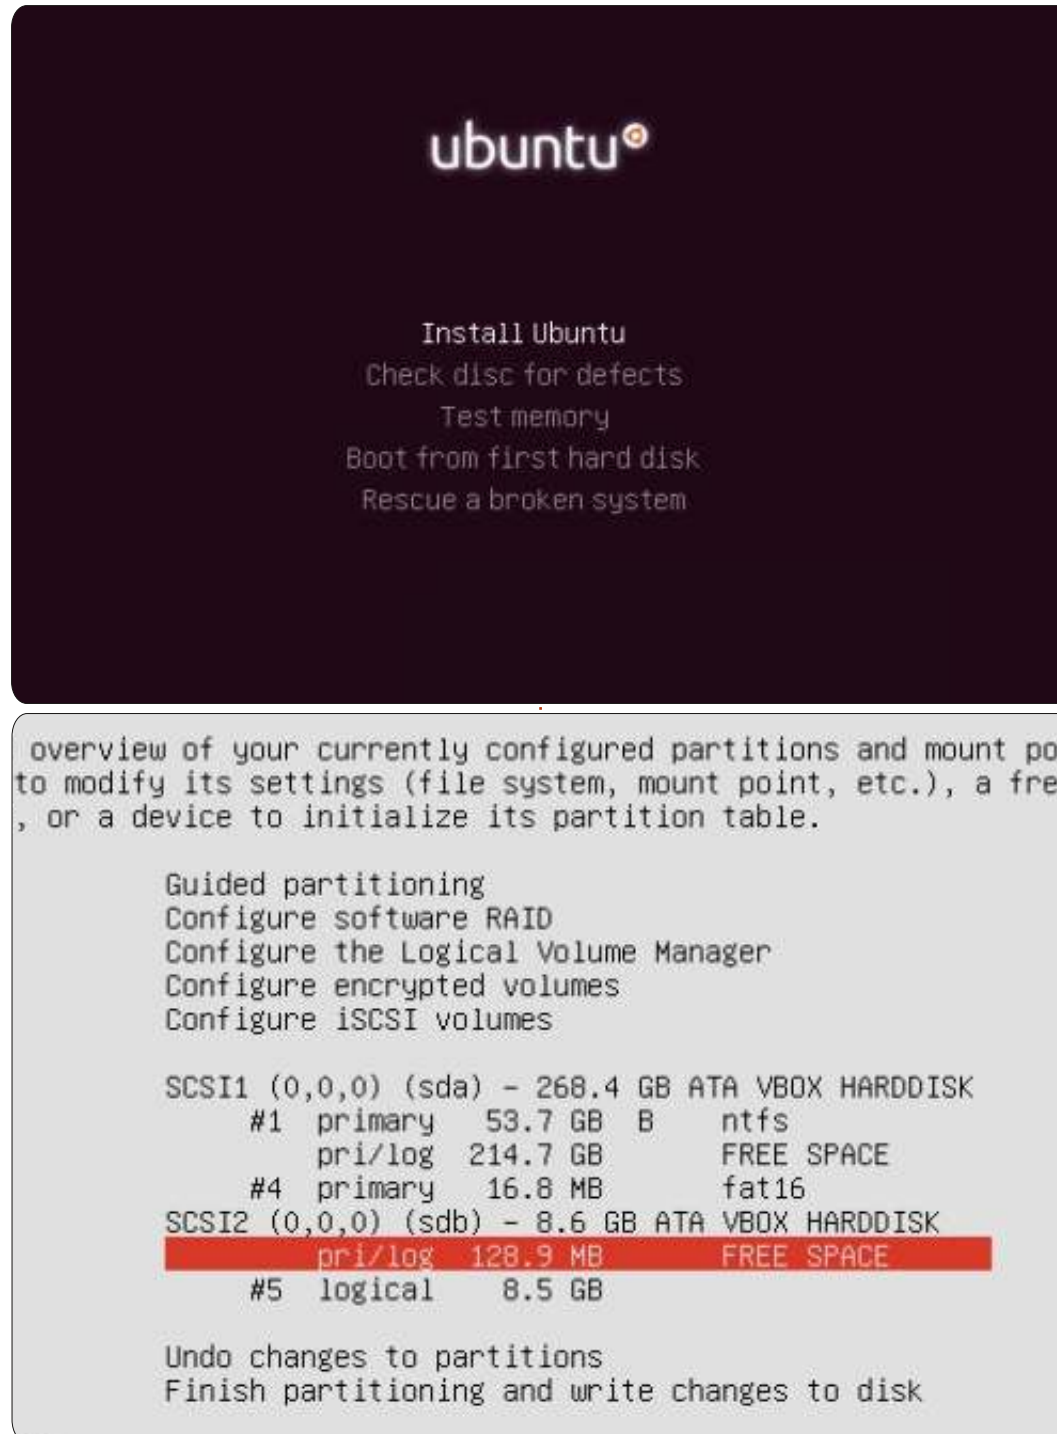 ubuntu
Install Ubuntu
Check disc for defects
Test memory
Boot from first hard disk
Rescue a broken system
overview of your currently configured partitions and mount po
to modify its settings (file system, mount point, etc.), a fre
, or a device to initialize its partition table.
Guided partitioning
Configure software RAID
Configure the Logical Volume Manager
Configure encrypted volumes
Configure iSCSI volumes
SCSI1 (0,0,0) (sda) - 268.4 GB ATA VBOX HARDDISK
#1 primary 53.7 GB B ntfs
pri/log 214.7 GB FREE SPACE
#4 primary 16.8 MB fat16
SCSI2 (0,0,0) (sdb) - 8.6 GB ATA VBOX HARDDISK
pri/log 128.9 MB FREE SPACE
#5 logical 8.5 GB
Undo changes to partitions
Finish partitioning and write changes to disk